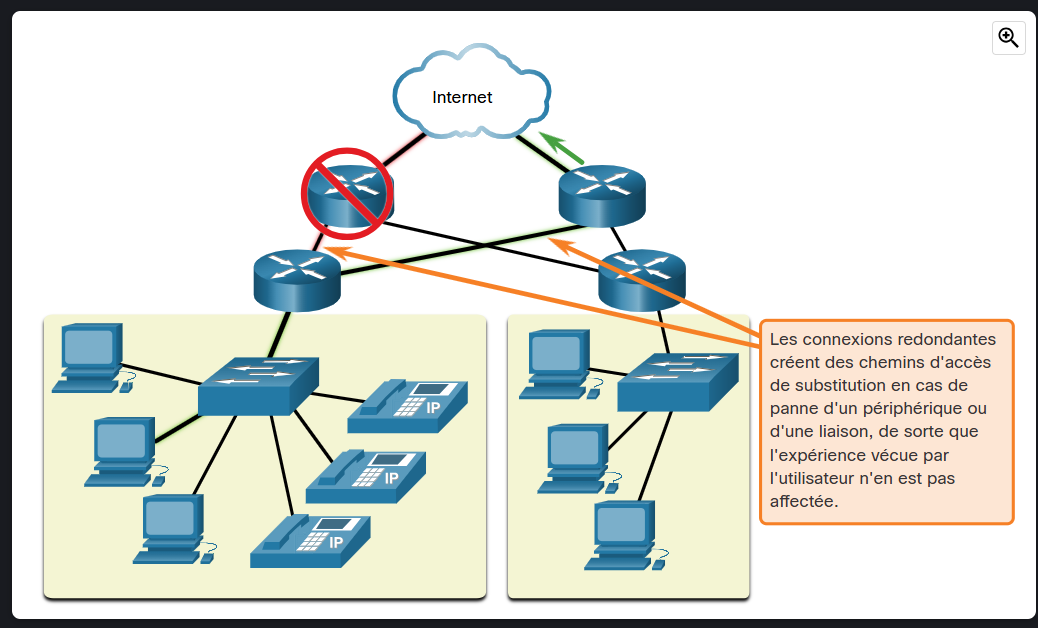 Internet
Les connexions redondantes
créent des chemins d'accès
de substitution en cas de
panne d'un périphérique ou
d'une liaison, de sorte que
l'expérience vécue par
l'utilisateur n'en est pas
affectée.
IP
IP
IP